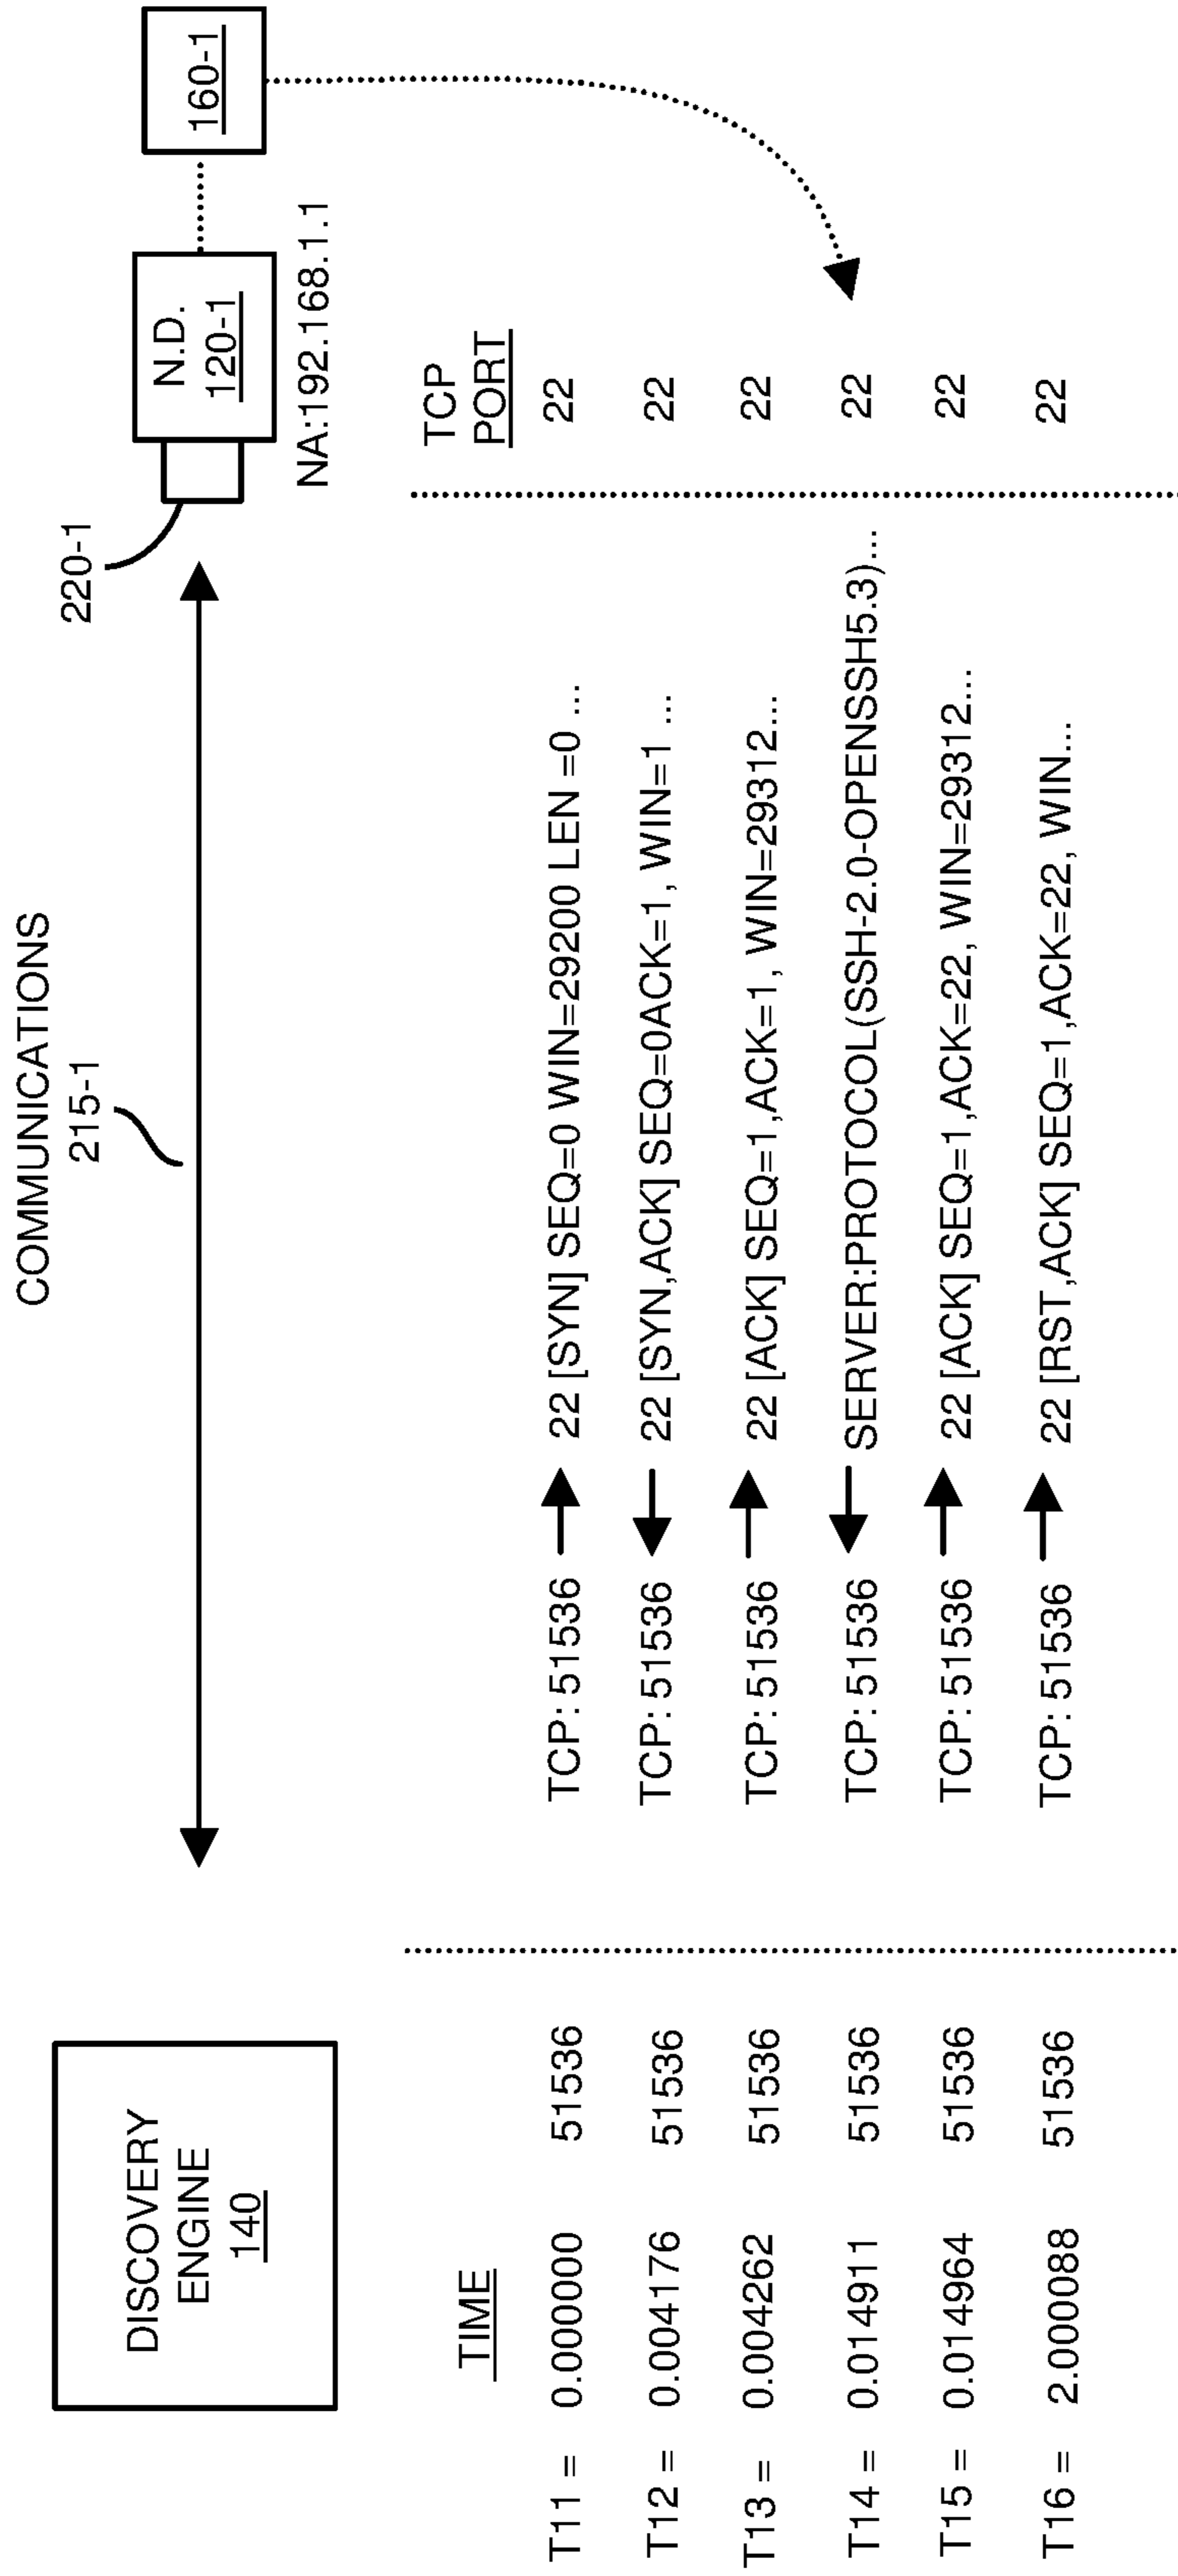 COMMUNICATIONS
215-1
220-1
DISCOVERY
ENGINE
140
N.D.
120-1
160-1
NA:192.168.1.1
TIME
TCP
PORT
T11 = 0.000000 51536 TCP: 51536 22 [SYN] SEQ=0 WIN=29200 LEN =0 ... 22
T12 = 0.004176 51536 TCP: 51536 22 [SYN,ACK] SEQ=0ACK=1, WIN=1 ... 22
T13 = 0.004262 51536 TCP: 51536 22 [ACK] SEQ=1,ACK=1, WIN=29312... 22
T14 = 0.014911 51536 TCP: 51536 SERVER:PROTOCOL(SSH-2.0-OPENSSH5.3)... 22
T15 = 0.014964 51536 TCP: 51536 22 [ACK] SEQ=1,ACK=22, WIN=29312... 22
T16 = 2.000088 51536 TCP: 51536 22 [RST,ACK] SEQ=1,ACK=22, WIN... 22